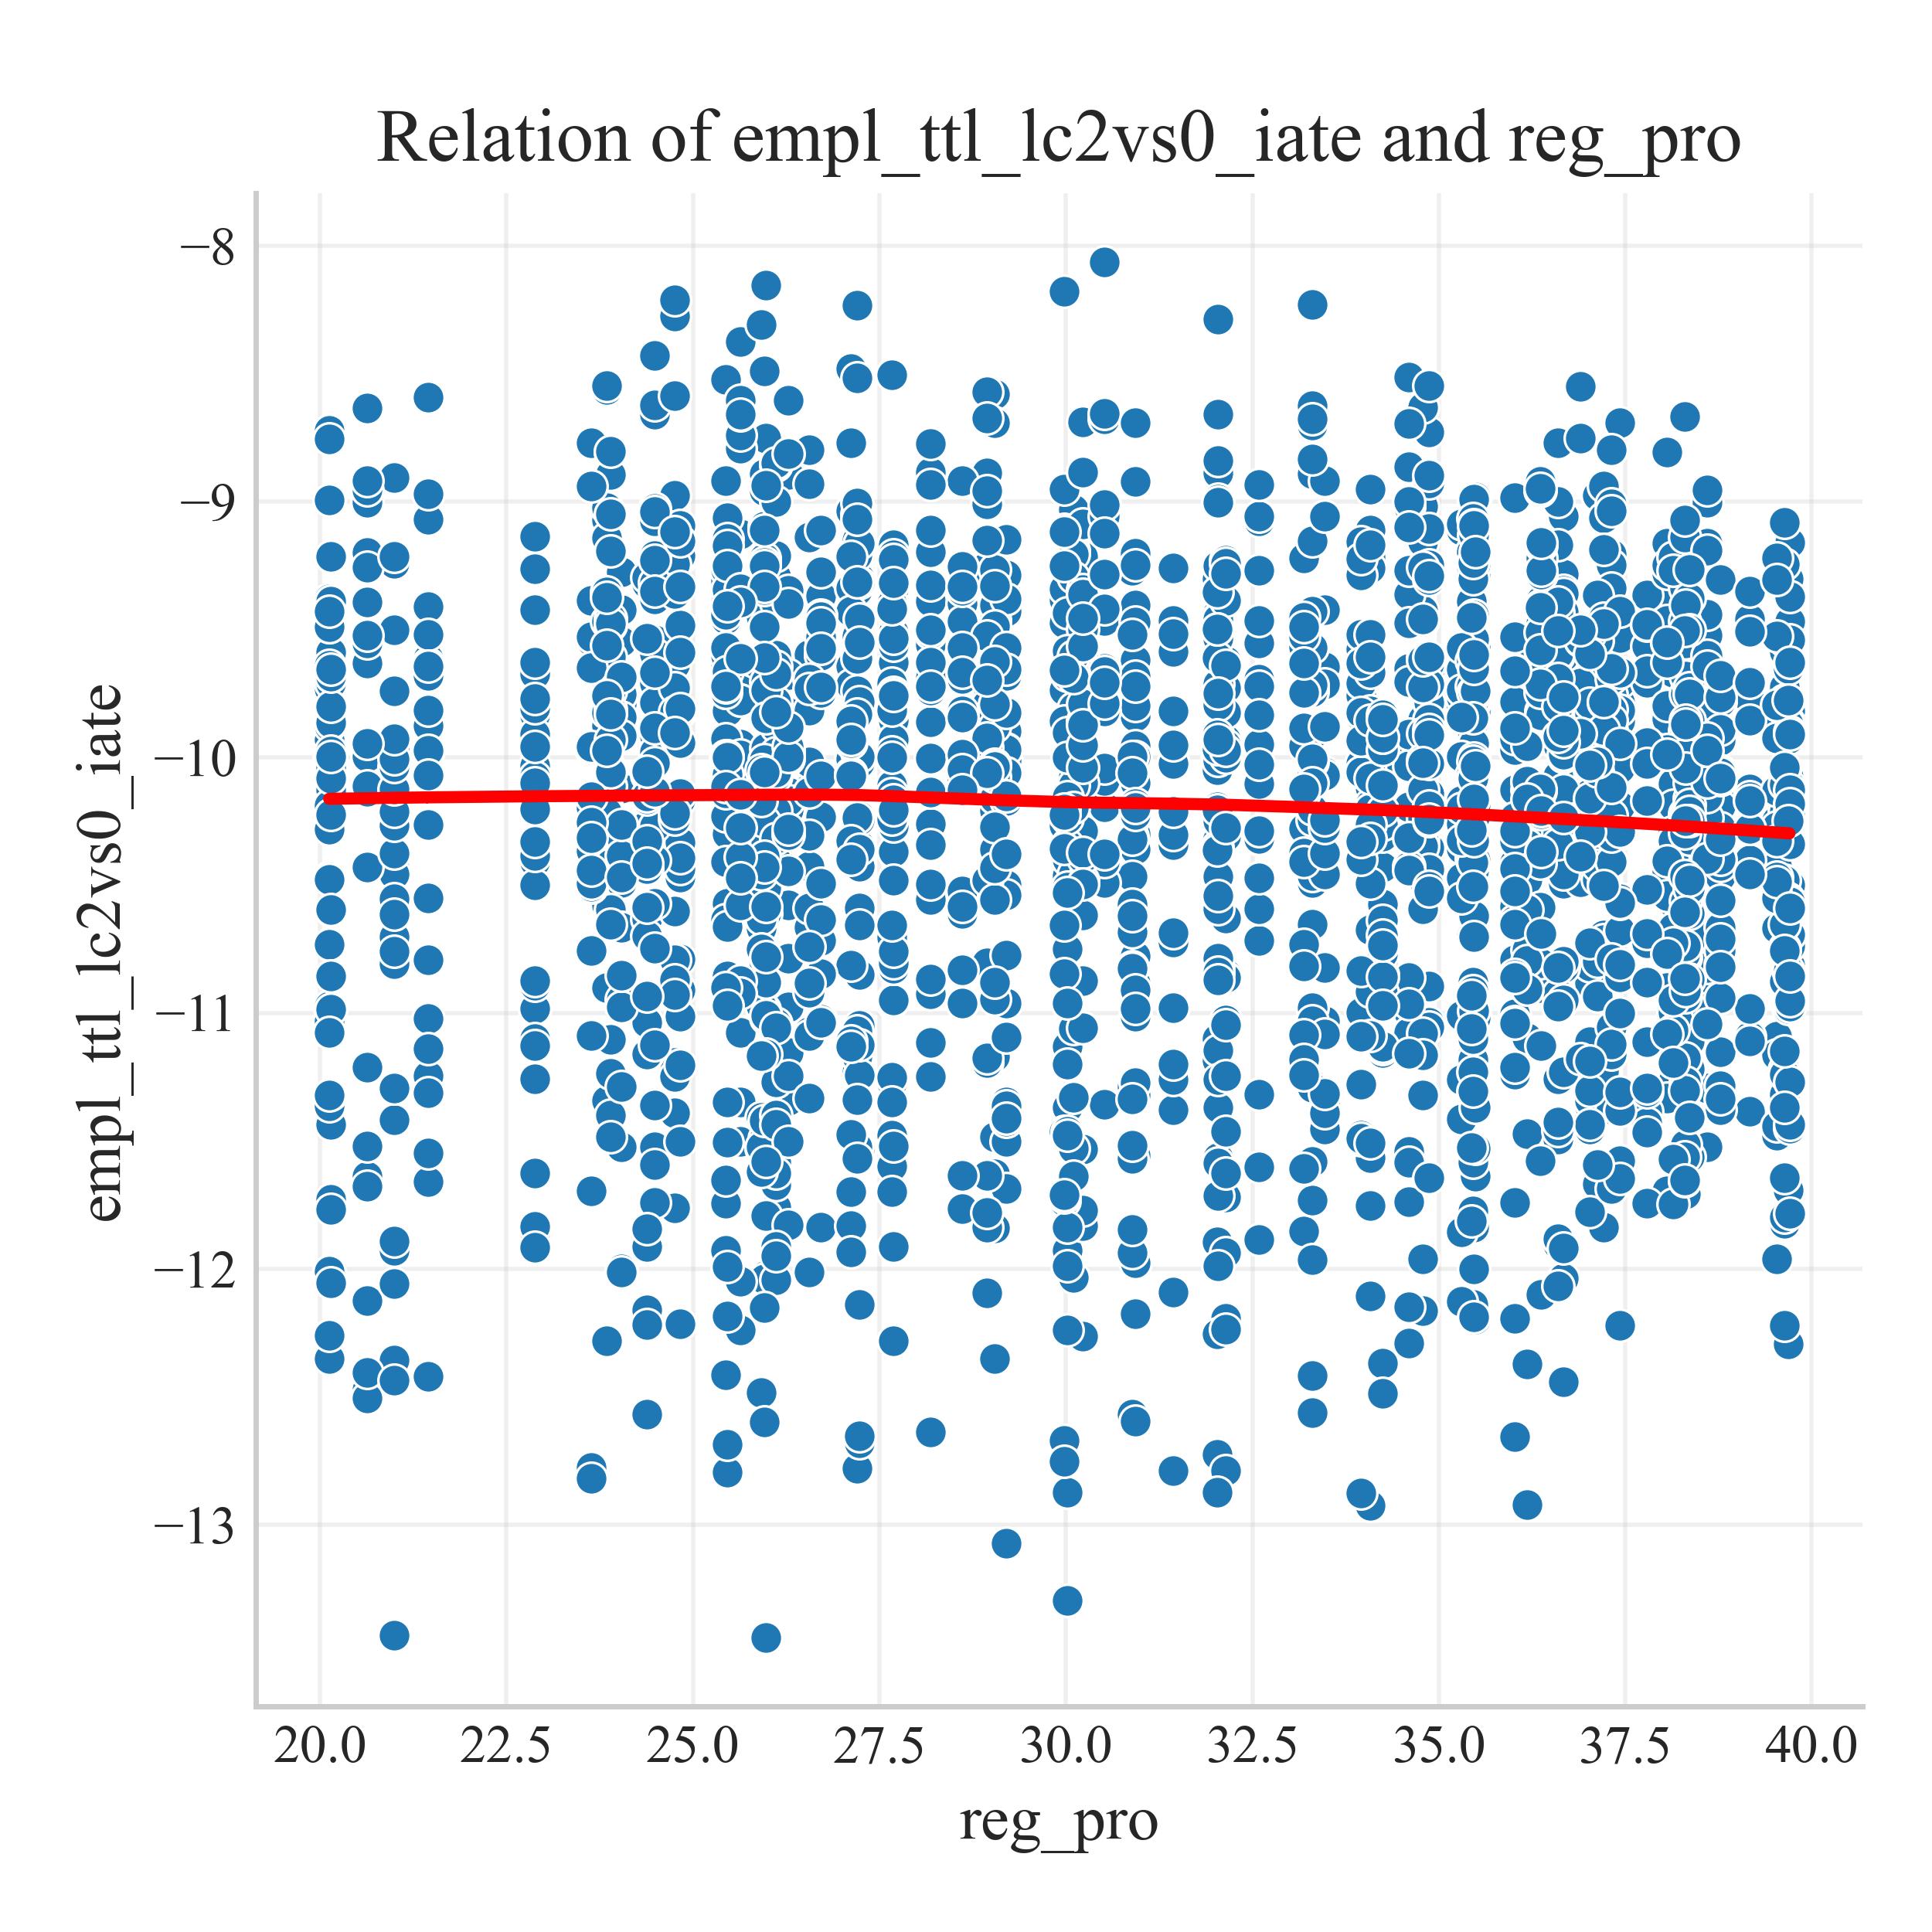 Relation of empl_ttl_lc2vs0_iate and reg_pro
−8
−9
−10
−11
−12
−13
empl_ttl_lc2vs0_iate
20.0 22.5 25.0 27.5 30.0 32.5 35.0 37.5 40.0
reg_pro